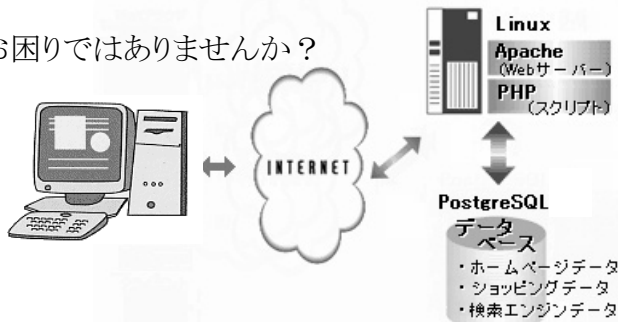 お困りではありませんか？
Linux
Apache
(Webサーバー)
PHP
(スクリプト)
INTERNET
PostgreSQL
データ
ベース
・ホームページデータ
・ショッピングデータ
・検索エンジンデータ